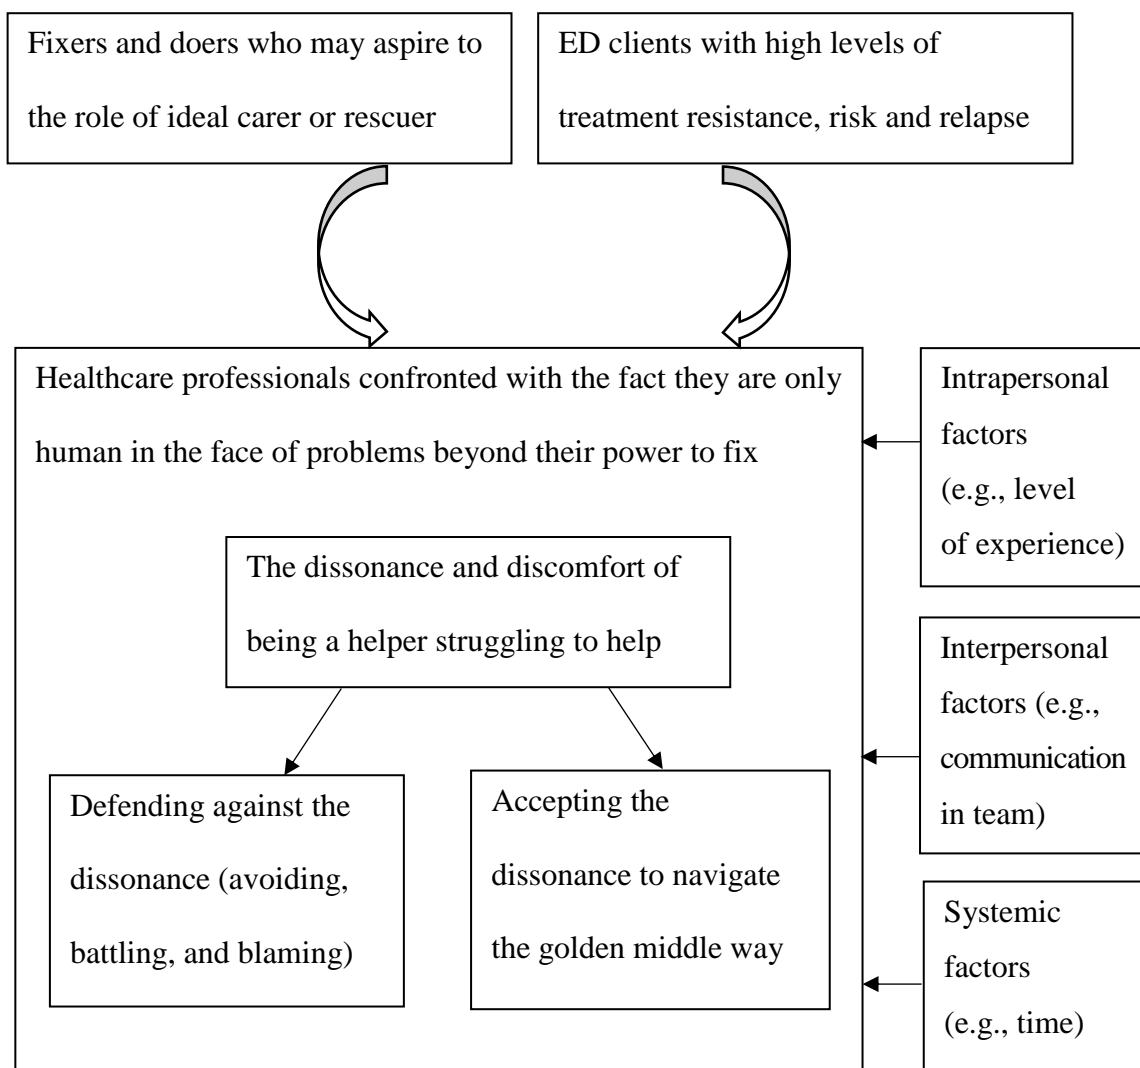 Fixers and doers who may aspire to
the role of ideal carer or rescuer
ED clients with high levels of
treatment resistance, risk and relapse
Healthcare professionals confronted with the fact they are only
human in the face of problems beyond their power to fix
The dissonance and discomfort of
being a helper struggling to help
Defending against the
dissonance (avoiding,
battling, and blaming)
Accepting the
dissonance to navigate
the golden middle way
Intrapersonal
factors
(e.g., level
of experience)
Interpersonal
factors (e.g.,
communication
in team)
Systemic
factors
(e.g., time)